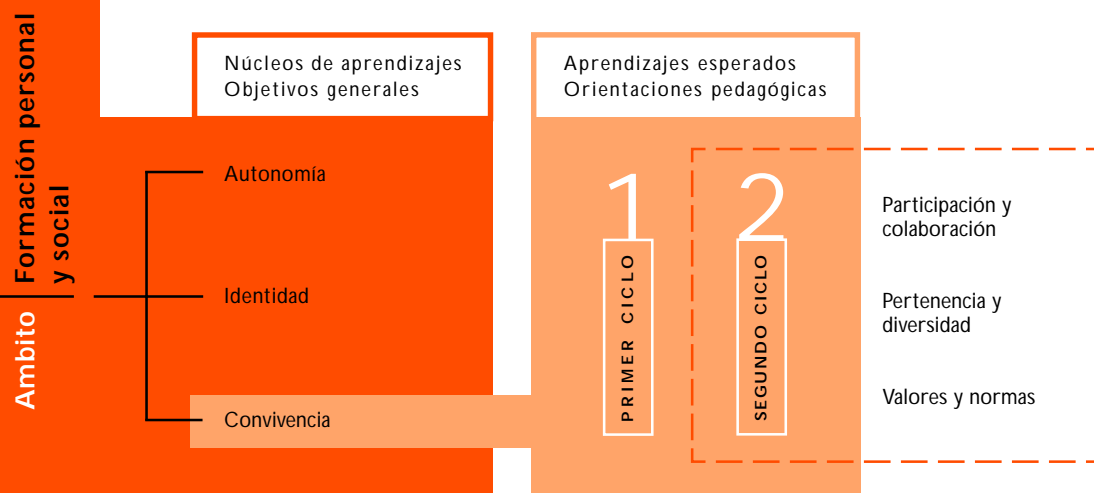 Ambito Formación personal
y social
Núcleos de aprendizajes
Objetivos generales
Autonomía
Identidad
Convivencia
Aprendizajes esperados
Orientaciones pedagógicas
1
PRIMER CICLO
2
SEGUNDO CICLO
Participación y
colaboración
Pertenencia y
diversidad
Valores y normas